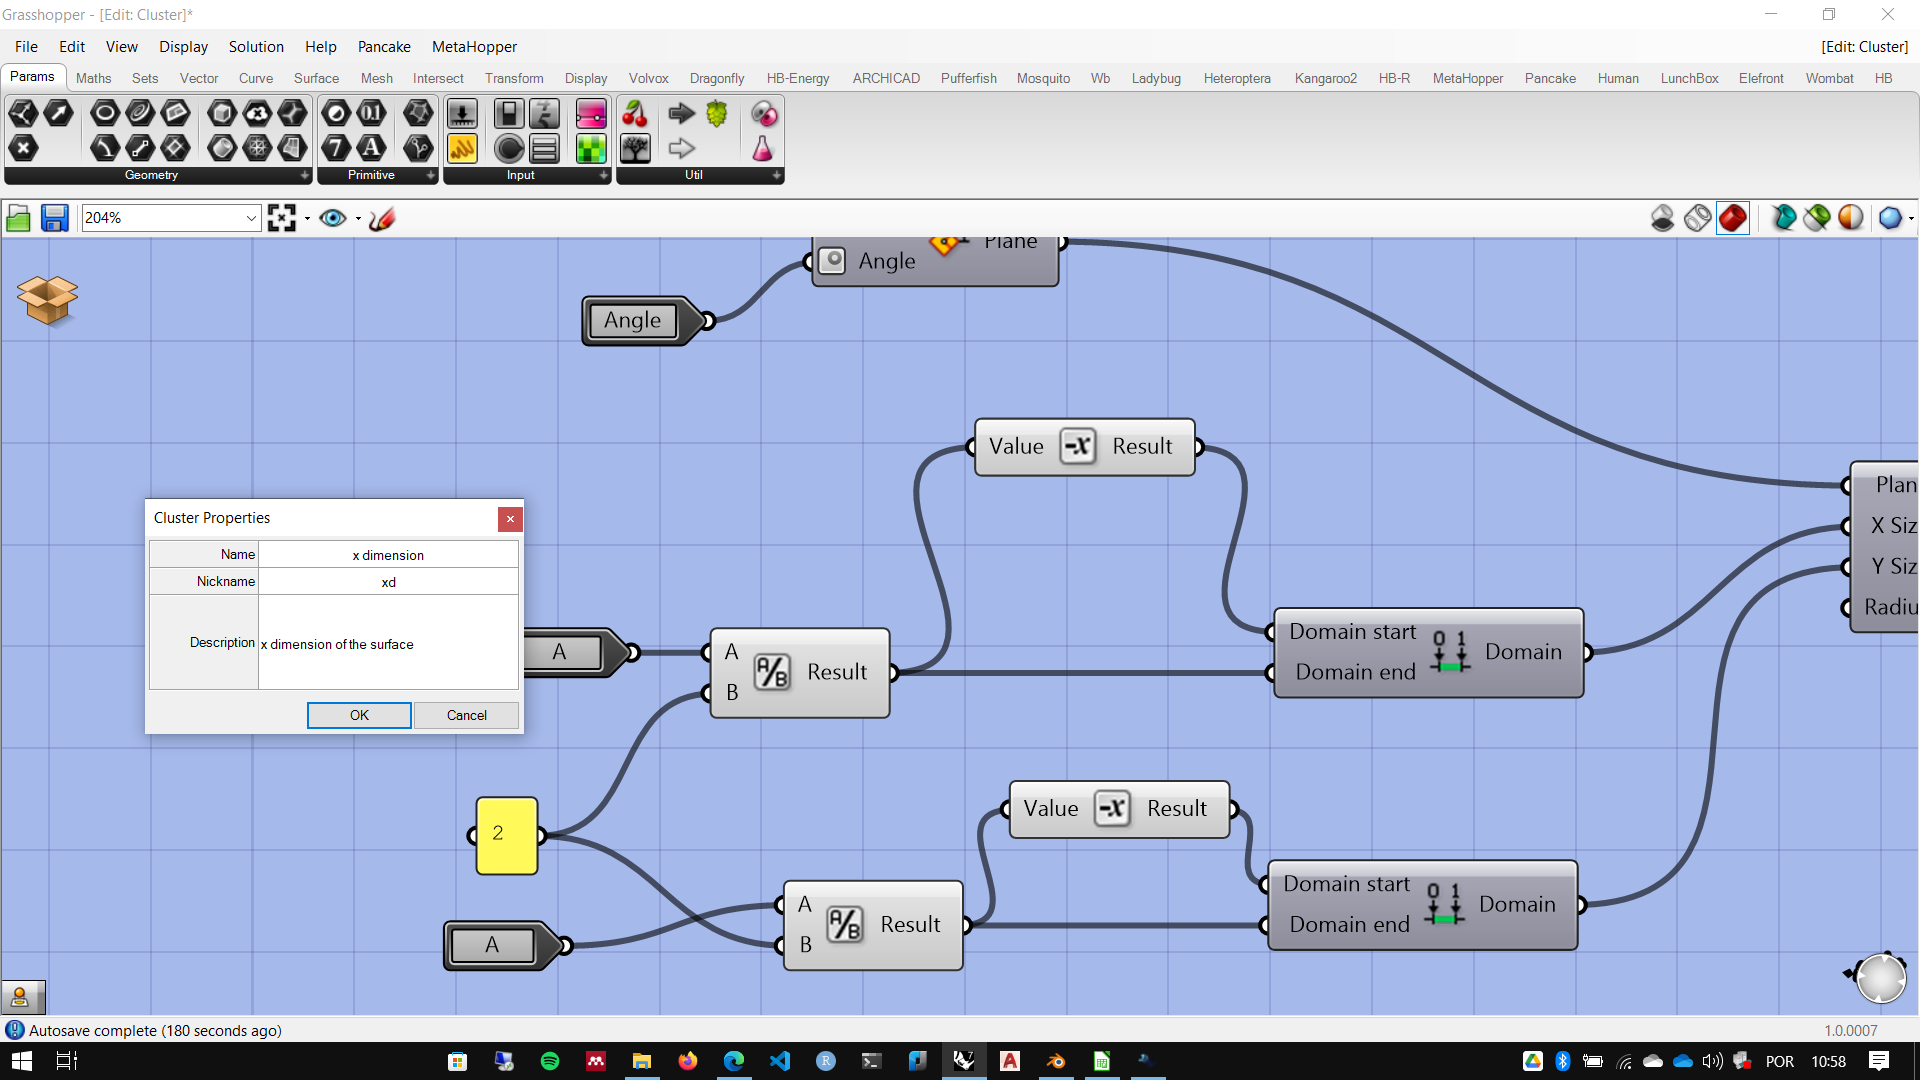 Grasshopper - [Edit: Cluster]*
File Edit View Display Solution Help Pancake MetaHopper [Edit: Cluster]
Params Maths Sets Vector Curve Surface Mesh Intersect Transform Display Volvox Dragonfly HB-Energy ARCHICAD Pufferfish Mosquito Wb Ladybug Heteroptera Kangaroo2 HB-R MetaHopper Pancake Human LunchBox Elefront Wombat HB
Geometry Primitive Input Util
204%
Plane
Angle
Angle
Value -x Result
Plan
X Siz
Y Siz
Radiu
Cluster Properties
Name x dimension
Nickname xd
Description x dimension of the surface
OK Cancel
A
A A/B Result
B
Domain start 0 1 Domain
Domain end
2
Value -x Result
A
A A/B Result
B
Domain start 0 1 Domain
Domain end
Autosave complete (180 seconds ago) 1.0.0007
POR 10:58